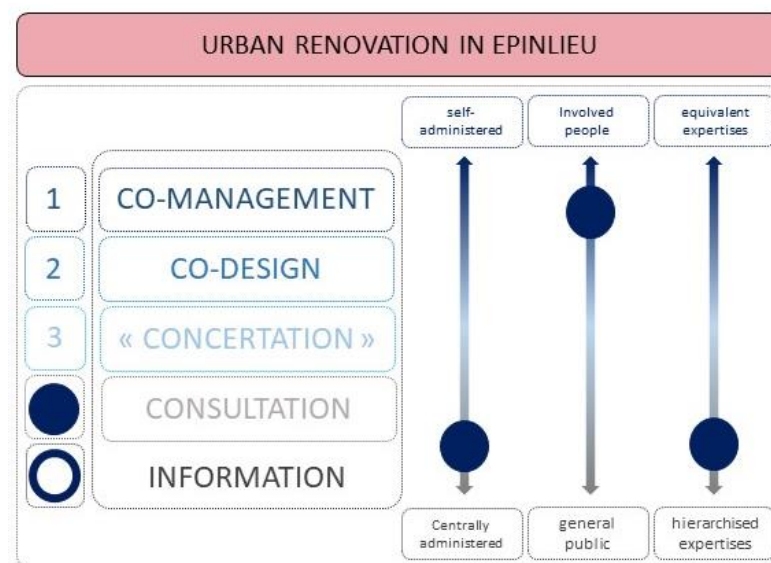 URBAN RENOVATION IN EPINLIEU
self-
administered
Involved
people
equivalent
expertises
1
CO-MANAGEMENT
2
CO-DESIGN
3
« CONCERTATION »
CONSULTATION
INFORMATION
Centrally
administered
general
public
hierarchised
expertises